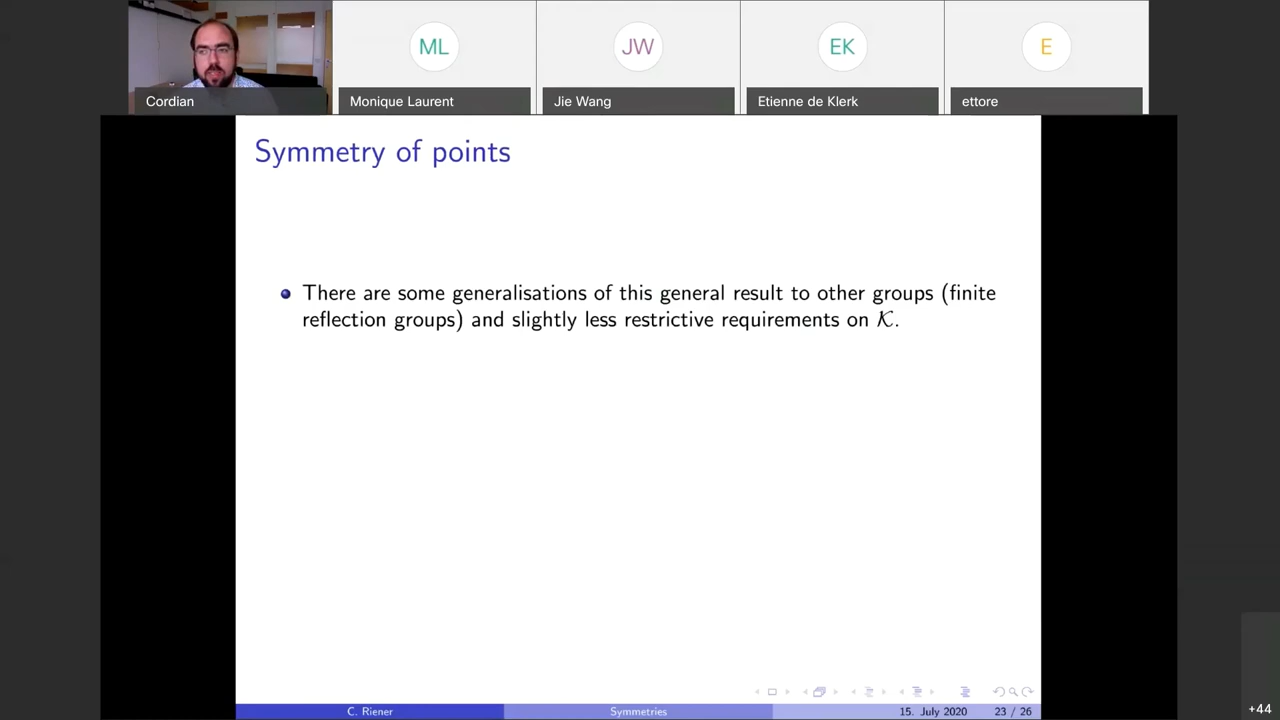 ML
JW
EK
E
Cordian
Monique Laurent
Jie Wang
Etienne de Klerk
ettore
Symmetry of points
There are some generalisations of this general result to other groups (finite
reflection groups) and slightly less restrictive requirements on 𝒦.
C. Riener
Symmetries
15. July 2020
23 / 26
+44